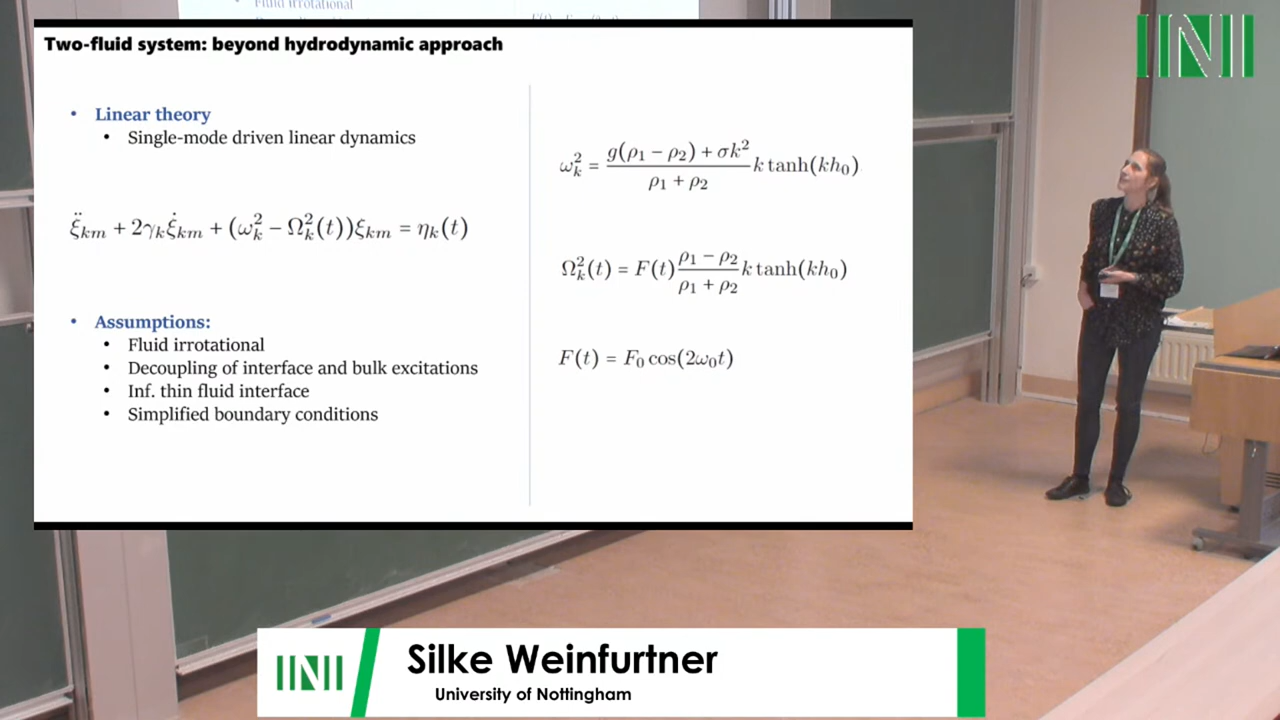 Fluid irrotational
Two-fluid system: beyond hydrodynamic approach
• Linear theory
• Single-mode driven linear dynamics
ξ̈ₖₘ + 2γₖξ̇ₖₘ + (ωₖ² − Ωₖ²(t))ξₖₘ = ηₖ(t)
• Assumptions:
• Fluid irrotational
• Decoupling of interface and bulk excitations
• Inf. thin fluid interface
• Simplified boundary conditions
ωₖ² = g(ρ₁ − ρ₂) + σk² / ρ₁ + ρ₂ k tanh(kh₀)
Ωₖ²(t) = F(t) ρ₁ − ρ₂ / ρ₁ + ρ₂ k tanh(kh₀)
F(t) = F₀ cos(2ω₀t)
INI
INI
Silke Weinfurtner
University of Nottingham